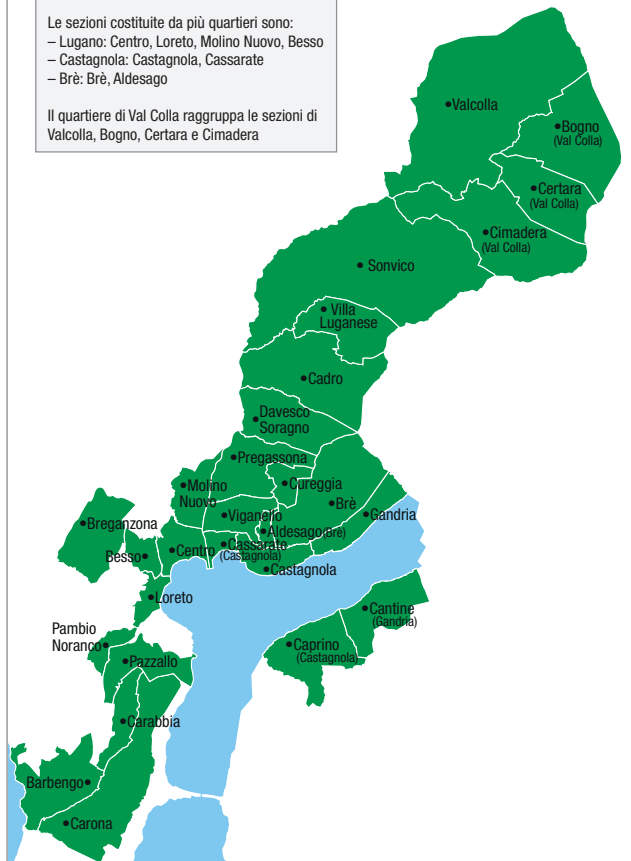 Le sezioni costituite da più quartieri sono:
– Lugano: Centro, Loreto, Molino Nuovo, Besso
– Castagnola: Castagnola, Cassarate
– Brè: Brè, Aldesago
Il quartiere di Val Colla raggruppa le sezioni di
Valcolla, Bogno, Certara e Cimadera
Valcolla
Bogno
(Val Colla)
Certara
(Val Colla)
Cimadera
(Val Colla)
Sonvico
Villa
Luganese
Cadro
Davesco
Soragno
Pregassona
Molino
Nuovo
Cureggia
Brè
Viganello
Gandria
Breganzona
Aldesago(Brè)
Besso
Centro
Cassarate
(Castagnola)
Castagnola
Loreto
Cantine
(Gandria)
Pambio
Noranco
Caprino
(Castagnola)
Pazzallo
Carabbia
Barbengo
Carona